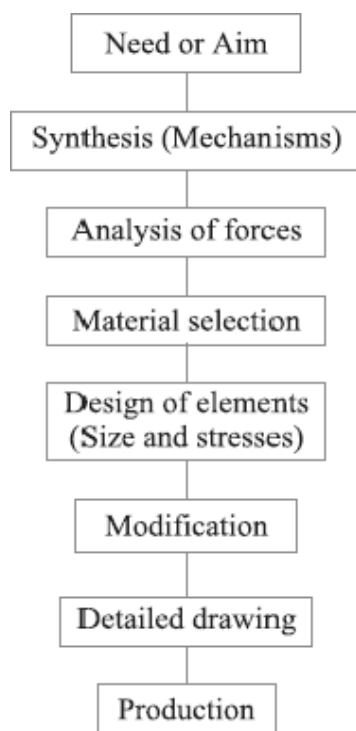 Need or Aim
Synthesis (Mechanisms)
Analysis of forces
Material selection
Design of elements
(Size and stresses)
Modification
Detailed drawing
Production